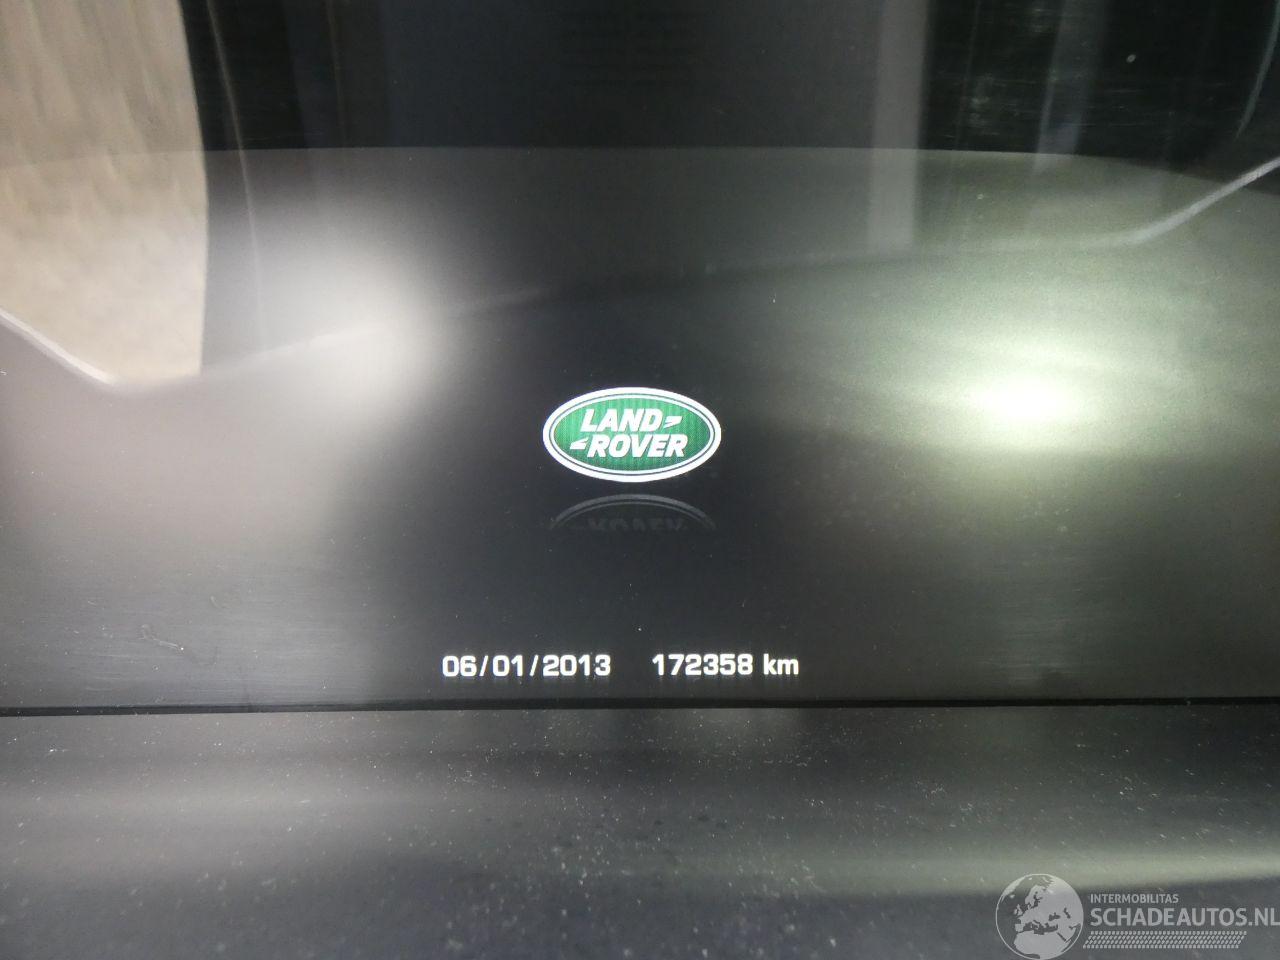 LAND
ROVER
06/01/2013 172358 km
INTERMOBILITAS
SCHADEAUTOS.NL